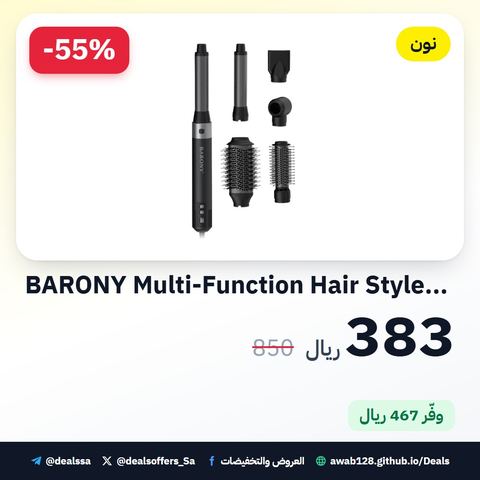 -55%
نون
BARONY
BARONY Multi-Function Hair Style...
383 ريال 850
وفّر 467 ريال
@dealssa @dealsoffers_Sa العروض والتخفيضات awab128.github.io/Deals